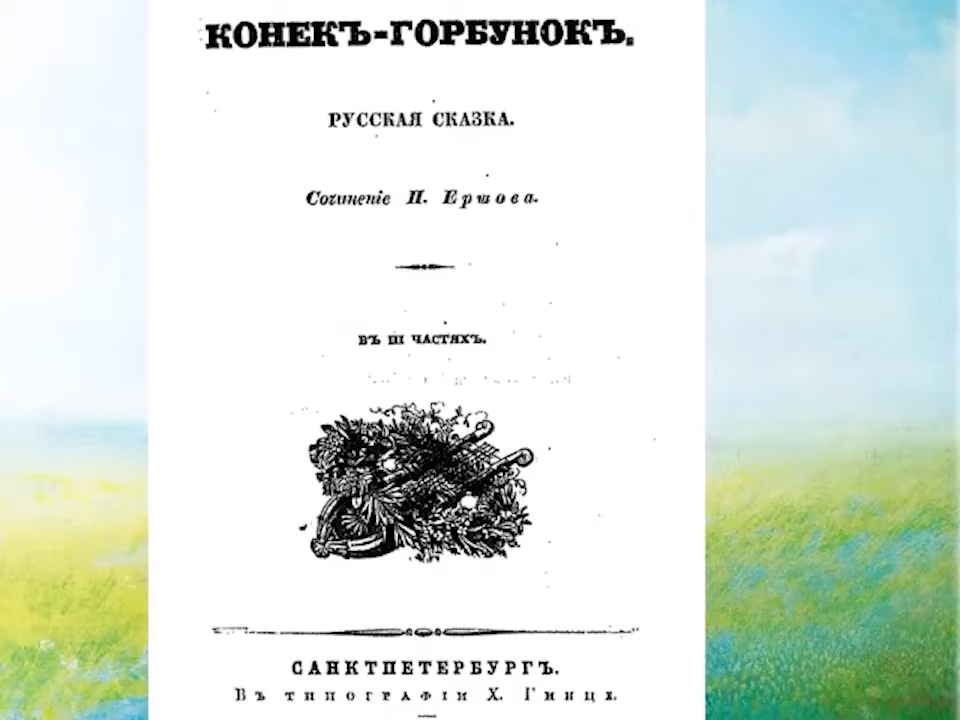 КОНЕКЪ-ГОРБУНОКЪ.
РУССКАЯ СКАЗКА.
Сочиненіе П. Ершова.
ВЪ III ЧАСТЯХЪ.
САНКТПЕТЕРБУРГЪ.
Въ типографіи Х. Гинце.